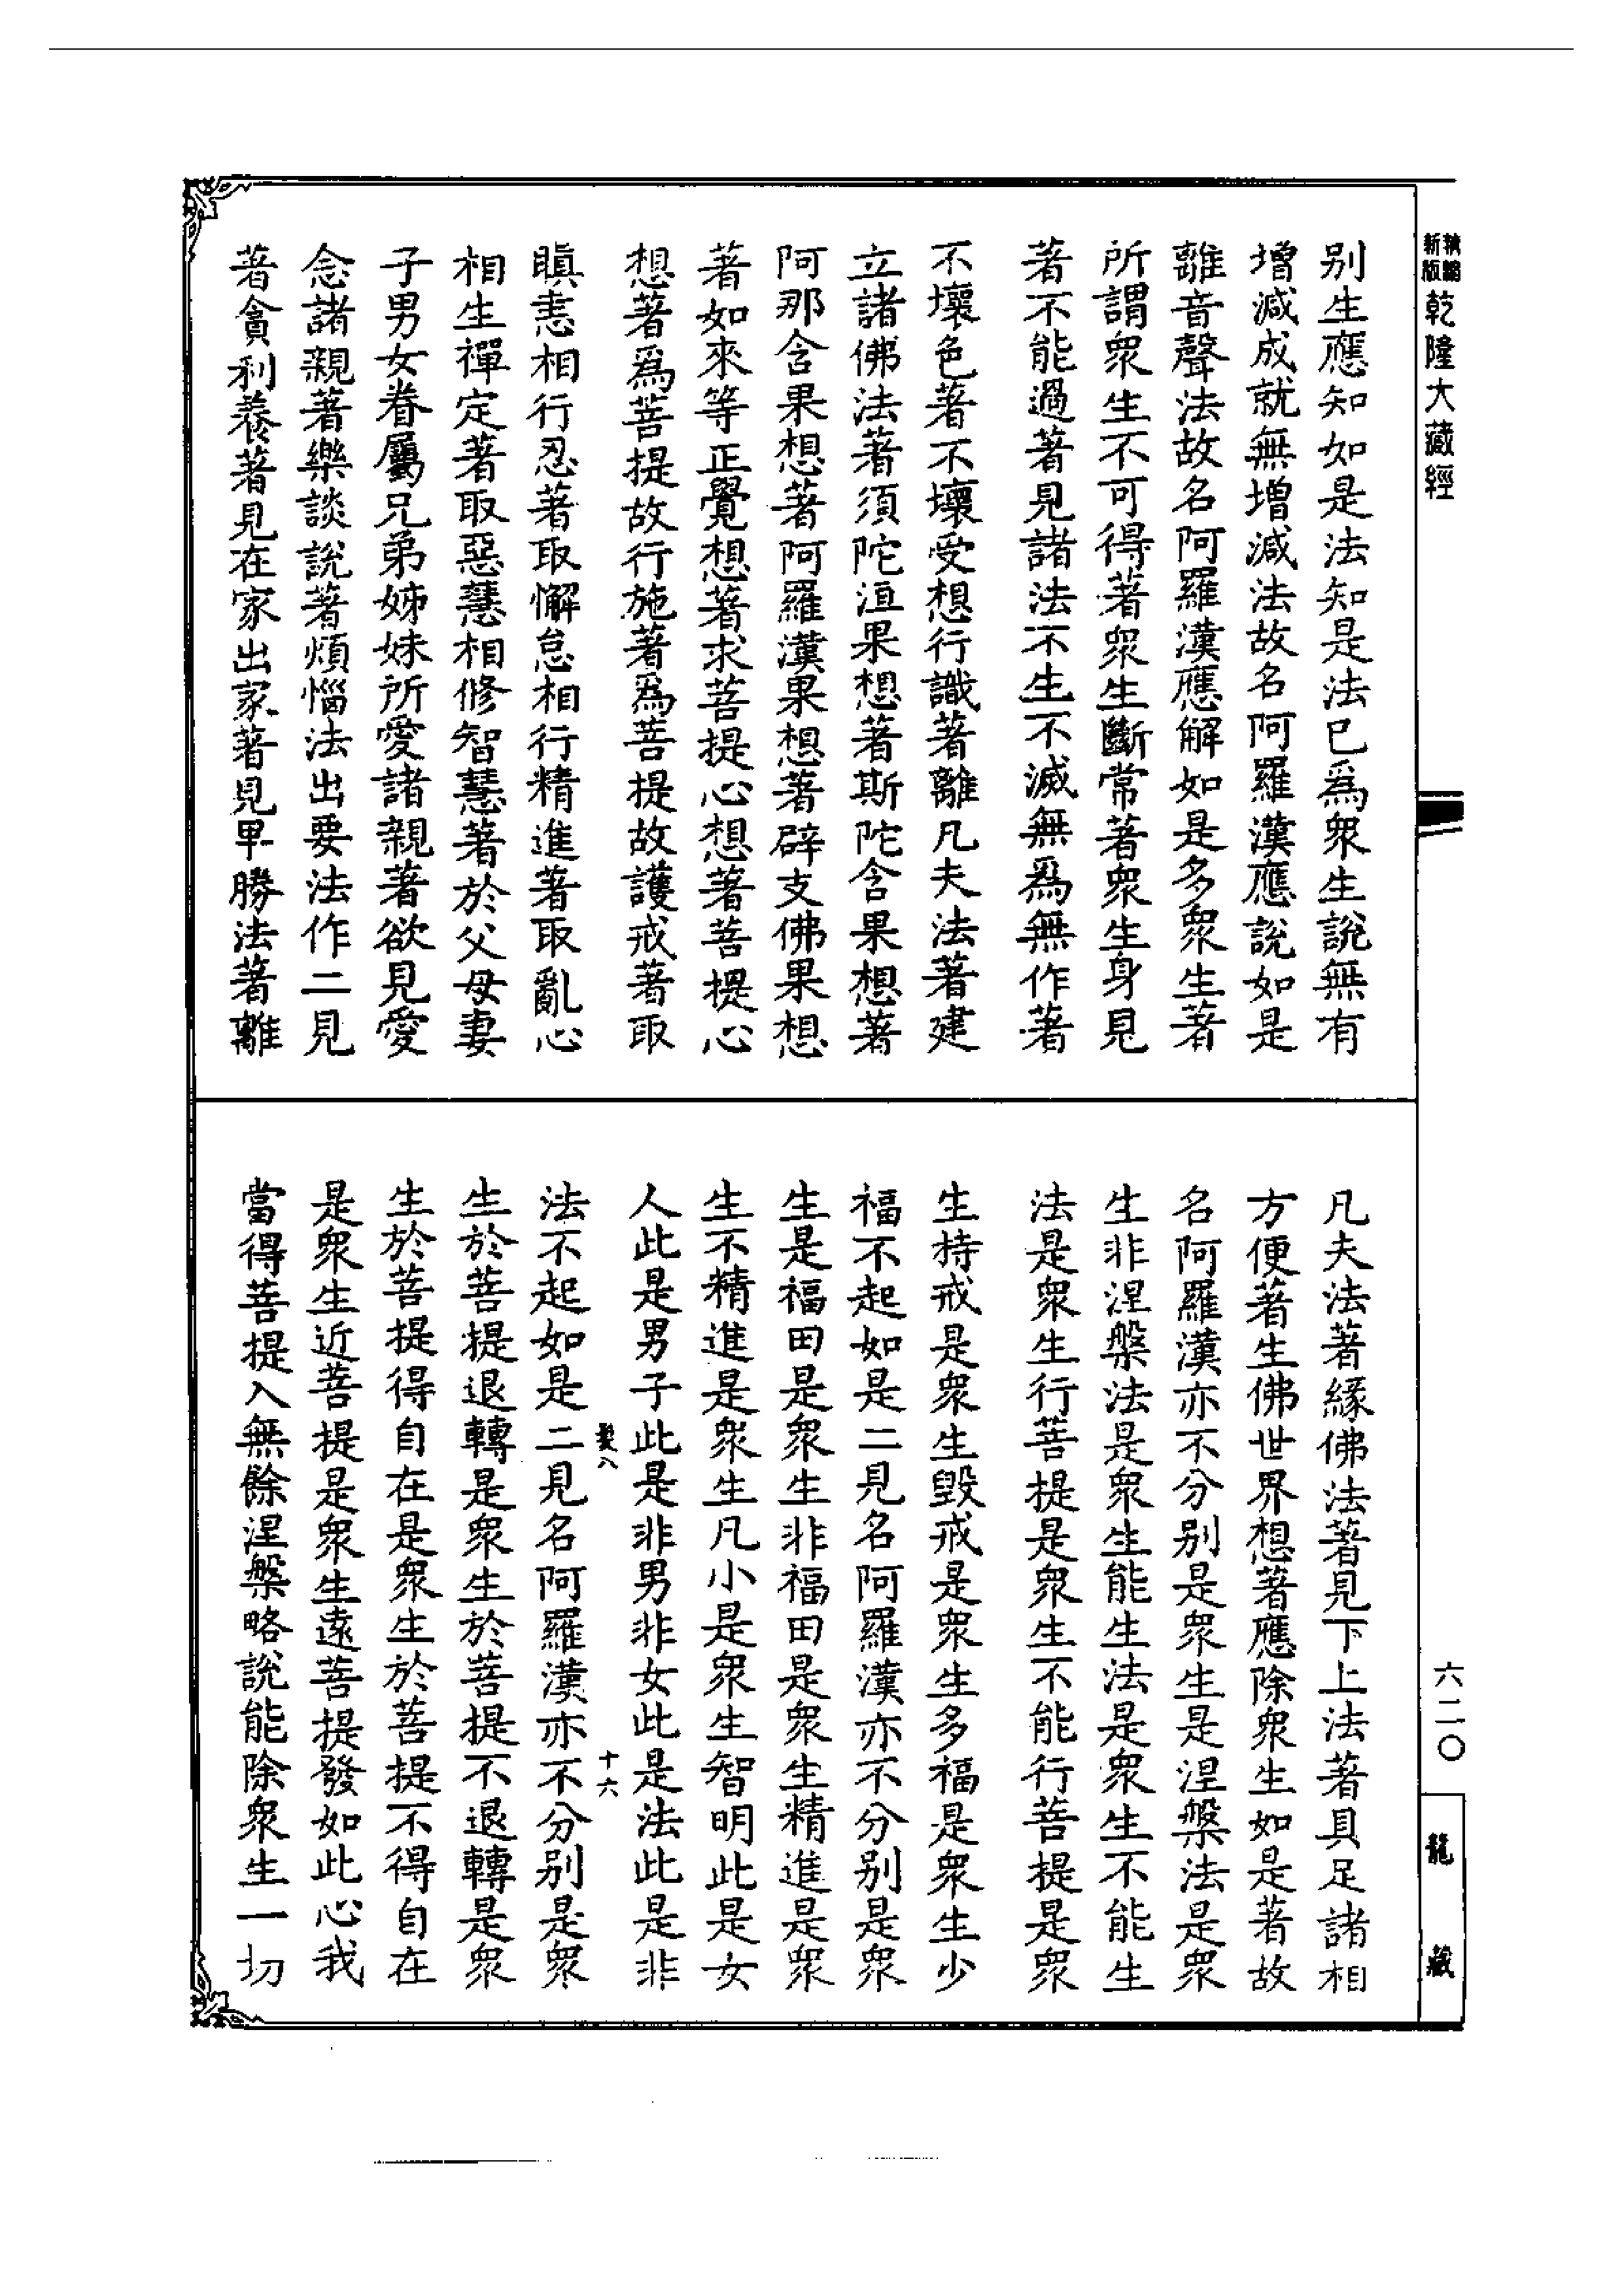 新版
乾隆大藏經
別生應知如是法知是法已爲衆生說無有
增減成就無增減法故名阿羅漢應說如是
離音聲法故名阿羅漢應解如是多衆生著
所謂衆生不可得著衆生斷常著衆生身見
著不能過著見諸法不生不滅無爲無作著
不壞色著不壞受想行識著離凡夫法著建
立諸佛法著須陀洹果想著斯陀含果想著
阿那含果想著阿羅漢果想著辟支佛果想
著如來等正覺想著求菩提心想著菩提心
想著爲菩提故行施著爲菩提故護戒著取
瞋恚相行忍著取懈怠相行精進著取亂心
相生禪定著取惡慧相修智慧著於父母妻
子男女眷屬兄弟姊妹所愛諸親著欲見愛
念諸親著樂談說著煩惱法出要法作二見
著貪利養著見在家出家著見早勝法著離
凡夫法著緣佛法著見下上法著具足諸相
方便著生佛世界想著應除衆生如是著故
名阿羅漢亦不分別是衆生是涅槃法是衆
生非涅槃法是衆生能生法是衆生不能生
法是衆生行菩提是衆生不能行菩提是衆
生持戒是衆生毀戒是衆生多福是衆生少
福不起如是二見名阿羅漢亦不分別是衆
生是福田是衆生非福田是衆生精進是衆
生不精進是衆生凡小是衆生智明此是女
人此是男子此是非男非女此是法此是非
法不起如是二見名阿羅漢亦不分別是衆
生於菩提退轉是衆生於菩提不退轉是衆
生於菩提得自在是衆生於菩提不得自在
是衆生近菩提是衆生遠菩提發如此心我
當得菩提入無餘涅槃略說能除衆生一切
十六
六二〇
龍藏